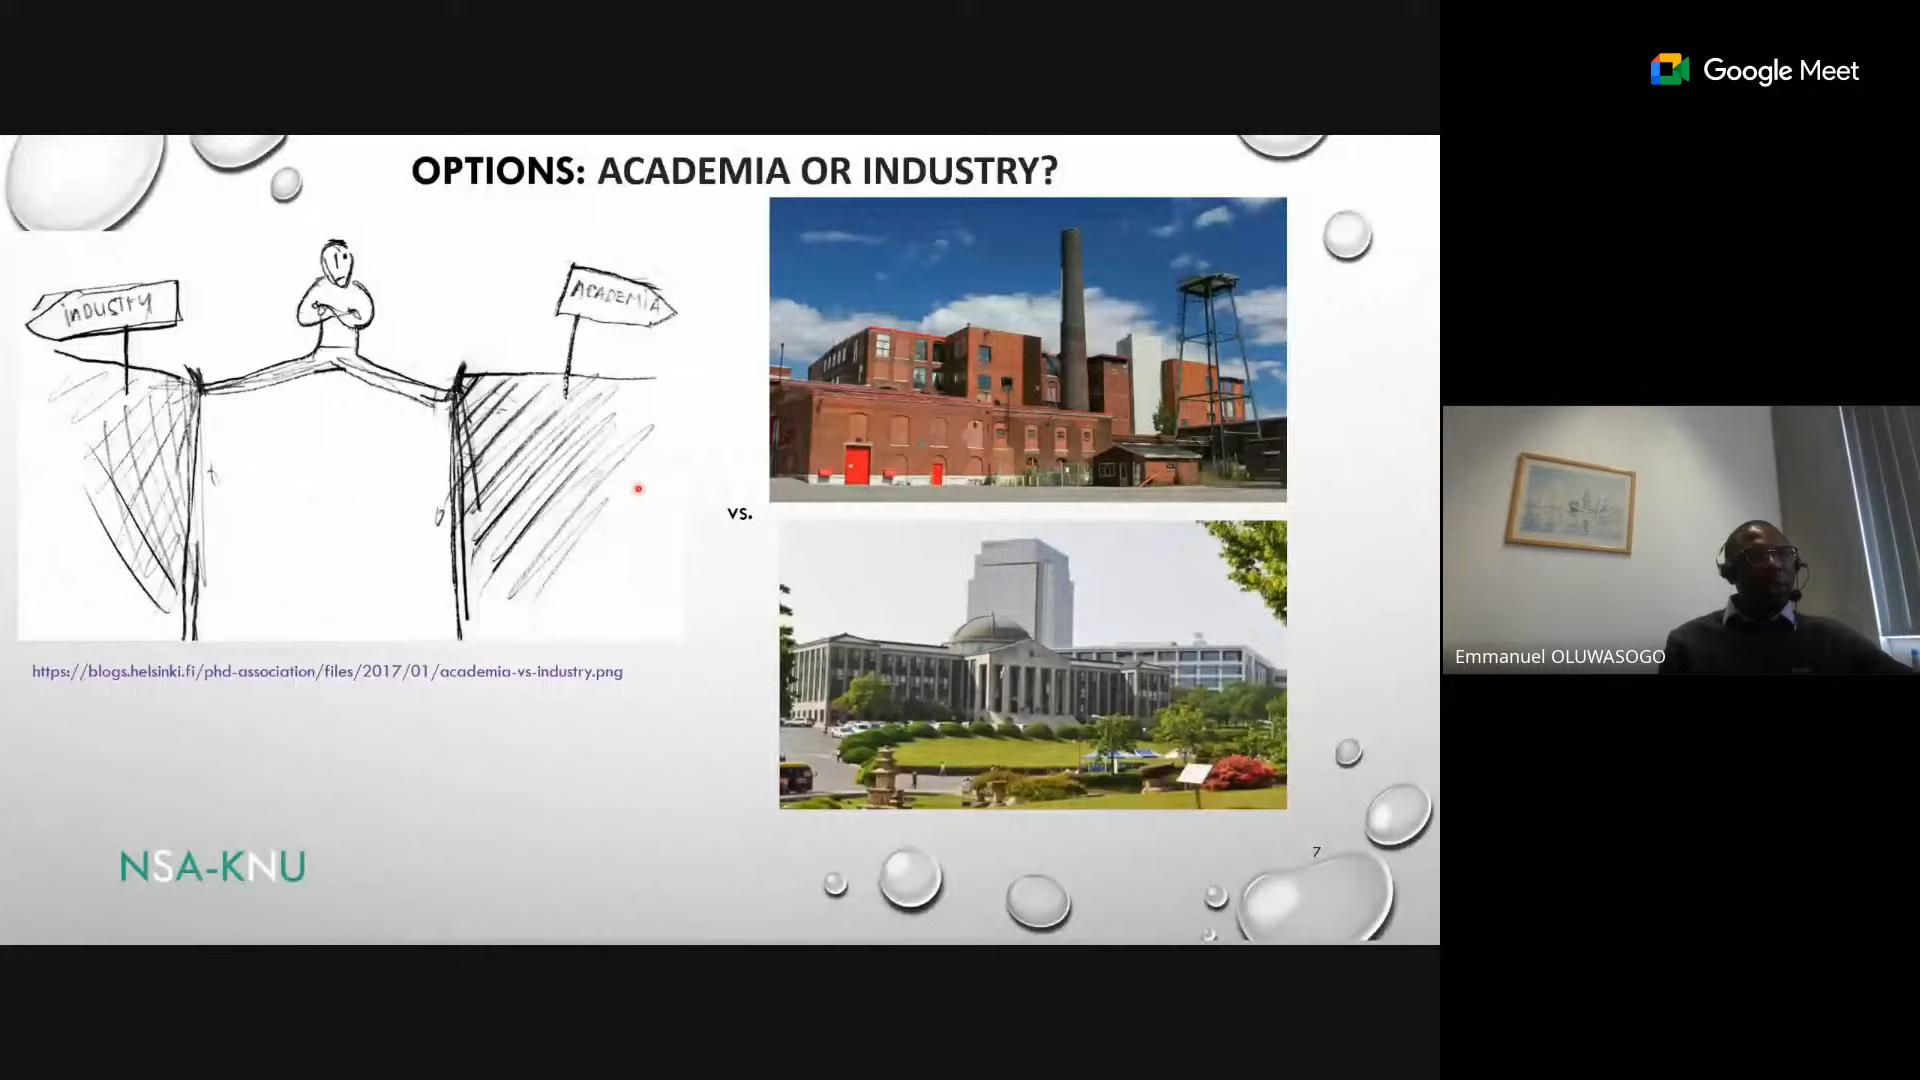 Google Meet
OPTIONS: ACADEMIA OR INDUSTRY?
INDUSTRY
ACADEMIA
vs.
https://blogs.helsinki.fi/phd-association/files/2017/01/academia-vs-industry.png
Emmanuel OLUWASOGO
7
NSA-KNU